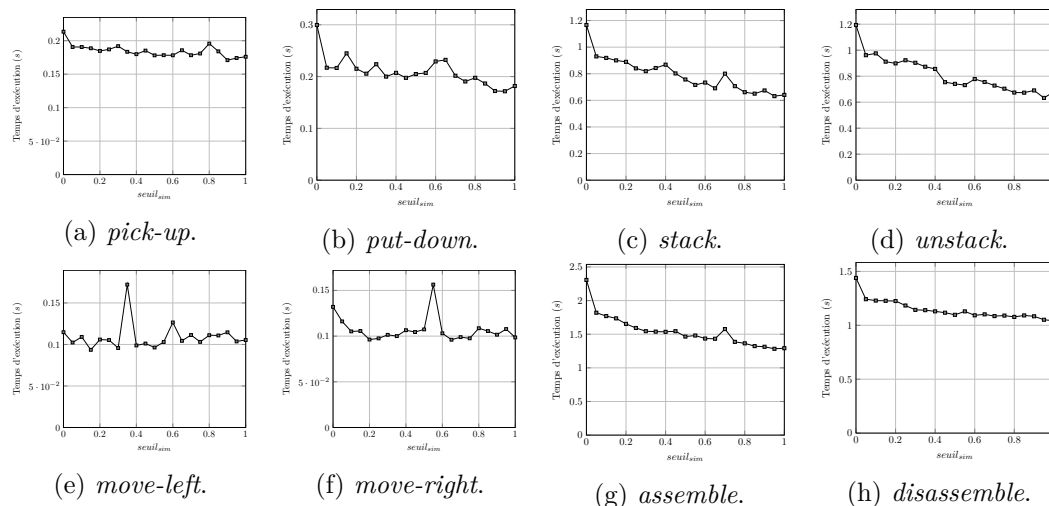 0.2
0.15
0.1
5 · 10⁻²
0
0 0.2 0.4 0.6 0.8 1
Temps d'exécution (s)
seuil_sim
(a) pick-up.
0.3
0.2
0.1
0
0 0.2 0.4 0.6 0.8 1
Temps d'exécution (s)
seuil_sim
(b) put-down.
1.2
1
0.8
0.6
0.4
0.2
0
0 0.2 0.4 0.6 0.8 1
Temps d'exécution (s)
seuil_sim
(c) stack.
1.2
1
0.8
0.6
0.4
0.2
0
0 0.2 0.4 0.6 0.8
Temps d'exécution (s)
seuil_sim
(d) unstack.
0.15
0.1
5 · 10⁻²
0
0 0.2 0.4 0.6 0.8 1
Temps d'exécution (s)
seuil_sim
(e) move-left.
0.15
0.1
5 · 10⁻²
0
0 0.2 0.4 0.6 0.8 1
Temps d'exécution (s)
seuil_sim
(f) move-right.
2.5
2
1.5
1
0.5
0
0 0.2 0.4 0.6 0.8 1
Temps d'exécution (s)
seuil_sim
(g) assemble.
1.5
1
0.5
0
0 0.2 0.4 0.6 0.8
Temps d'exécution (s)
seuil_sim
(h) disassemble.